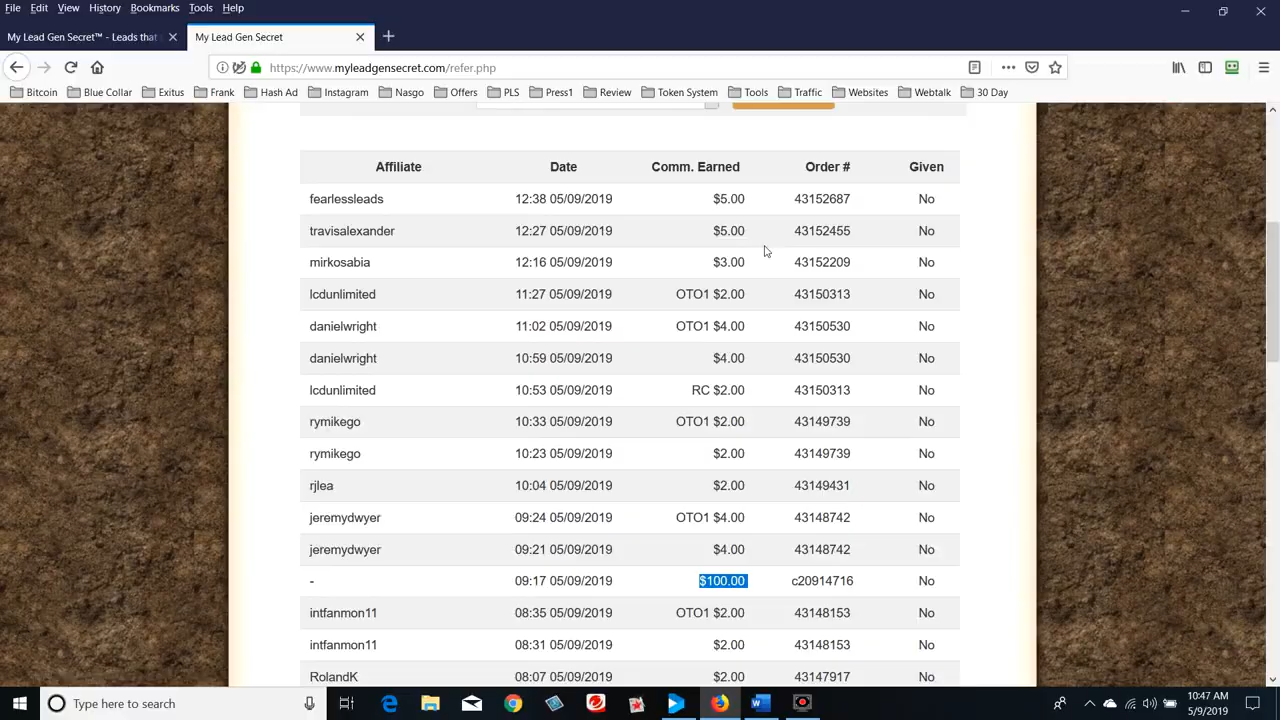 File Edit View History Bookmarks Tools Help
My Lead Gen Secret™ - Leads that
My Lead Gen Secret
https://www.myleadgensecret.com/refer.php
Bitcoin Blue Collar Exitus Frank Hash Ad Instagram Nasgo Offers PLS Press1 Review Token System Tools Traffic Websites Webtalk 30 Day
Affiliate Date Comm. Earned Order # Given
fearlessleads 12:38 05/09/2019 $5.00 43152687 No
travisalexander 12:27 05/09/2019 $5.00 43152455 No
mirkosabia 12:16 05/09/2019 $3.00 43152209 No
lcdunlimited 11:27 05/09/2019 OTO1 $2.00 43150313 No
danielwright 11:02 05/09/2019 OTO1 $4.00 43150530 No
danielwright 10:59 05/09/2019 $4.00 43150530 No
lcdunlimited 10:53 05/09/2019 RC $2.00 43150313 No
rymikego 10:33 05/09/2019 OTO1 $2.00 43149739 No
rymikego 10:23 05/09/2019 $2.00 43149739 No
rjlea 10:04 05/09/2019 $2.00 43149431 No
jeremydwyer 09:24 05/09/2019 OTO1 $4.00 43148742 No
jeremydwyer 09:21 05/09/2019 $4.00 43148742 No
- 09:17 05/09/2019 $100.00 c20914716 No
intfanmon11 08:35 05/09/2019 OTO1 $2.00 43148153 No
intfanmon11 08:31 05/09/2019 $2.00 43148153 No
RolandK 08:07 05/09/2019 $2.00 43147917 No
Type here to search
10:47 AM
5/9/2019